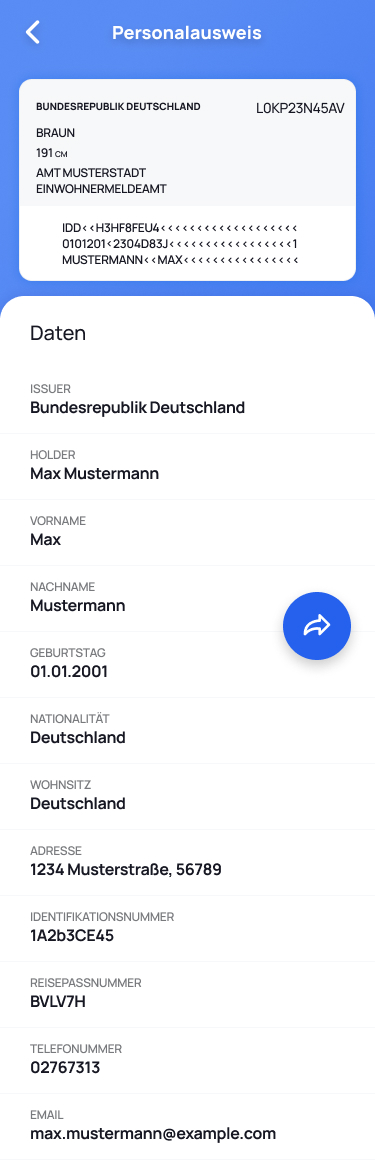 Personalausweis
BUNDESREPUBLIK DEUTSCHLAND L0KP23N45AV
BRAUN
191 CM
AMT MUSTERSTADT
EINWOHNERMELDEAMT
IDD<<H3HF8FEU4<<<<<<<<<<<<<<<<<<<
0101201<2304D83J<<<<<<<<<<<<<<<<<1
MUSTERMANN<<MAX<<<<<<<<<<<<<<<<
Daten
ISSUER
Bundesrepublik Deutschland
HOLDER
Max Mustermann
VORNAME
Max
NACHNAME
Mustermann
GEBURTSTAG
01.01.2001
NATIONALITÄT
Deutschland
WOHNSITZ
Deutschland
ADRESSE
1234 Musterstraße, 56789
IDENTIFIKATIONSNUMMER
1A2b3CE45
REISEPASSNUMMER
BVLV7H
TELEFONUMMER
02767313
EMAIL
max.mustermann@example.com